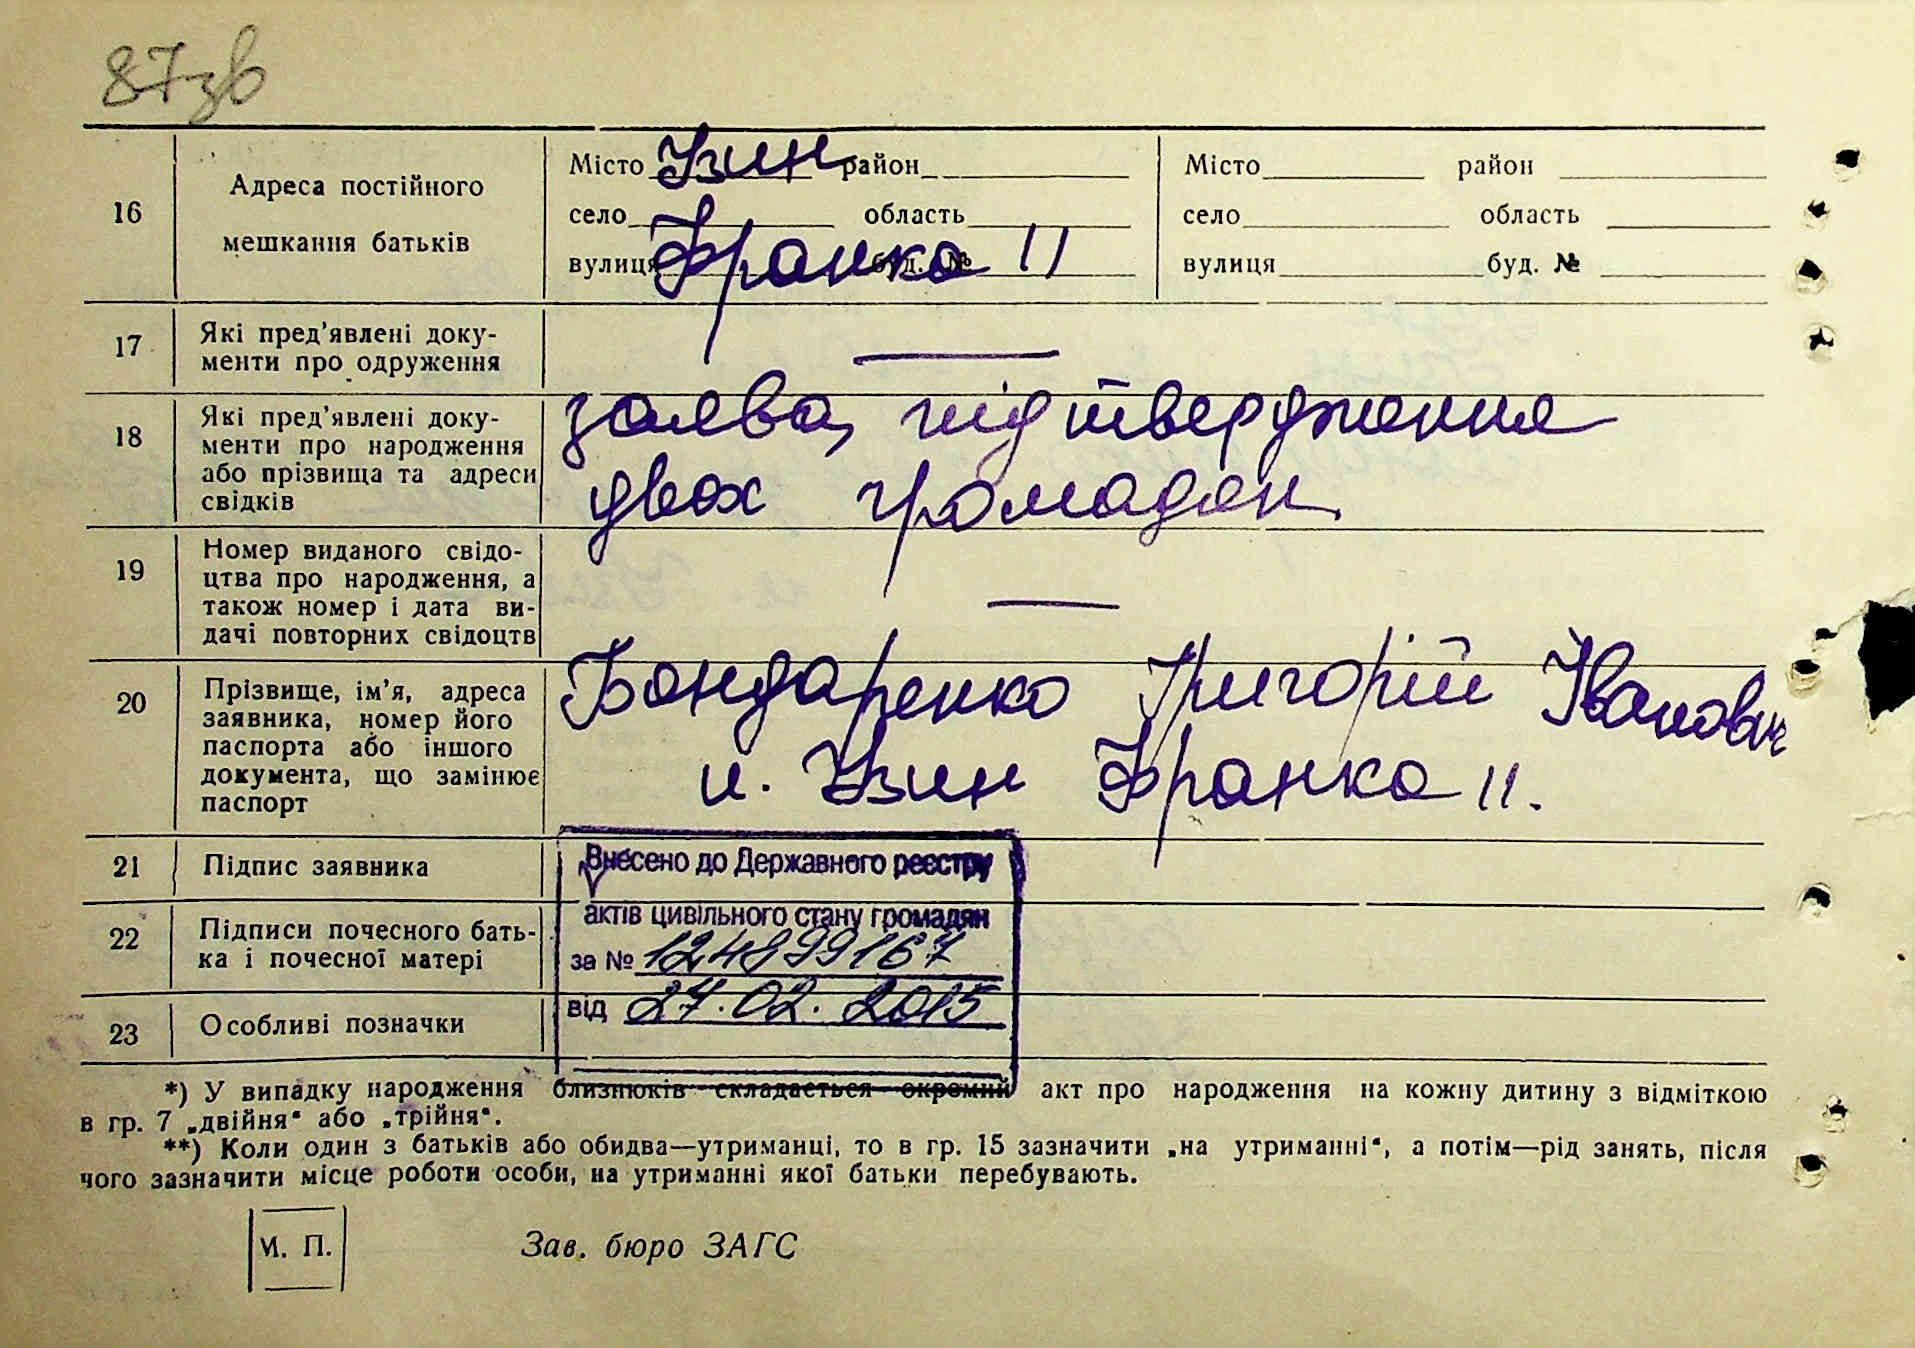 87зв
16 Адреса постійного мешкання батьків
Місто Узин район
село область
вулиця Франка буд. № 11
Місто район
село область
вулиця буд. №
17 Які пред'явлені доку-
менти про одруження —
18 Які пред'явлені доку-
менти про народження
або прізвища та адреси
свідків
заява, підтвердження
двох громадян
19 Номер виданого свідо-
цтва про народження, а
також номер і дата ви-
дачі повторних свідоцтв —
20 Прізвище, ім'я, адреса
заявника, номер його
паспорта або іншого
документа, що замінює
паспорт
Бондаренко Григорій Іванович
м. Узин Франка 11.
21 Підпис заявника
22 Підписи почесного бать-
ка і почесної матері
23 Особливі позначки
Внесено до Державного реєстру
актів цивільного стану громадян
за № 124899167
від 27.02.2015
*) У випадку народження близнюків складається окремий акт про народження на кожну дитину з відміткою
в гр. 7 „двійня“ або „трійня“.
**) Коли один з батьків або обидва—утриманці, то в гр. 15 зазначити „на утриманні“, а потім—рід занять, після
чого зазначити місце роботи особи, на утриманні якої батьки перебувають.
М. П.
Зав. бюро ЗАГС